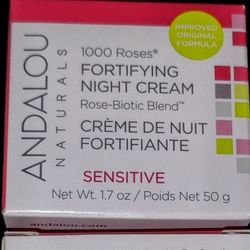 ANDALOU
NATURALS
IMPROVED
ORIGINAL
FORMULA
1000 Roses®
FORTIFYING
NIGHT CREAM
Rose-Biotic Blend™
CRÈME DE NUIT
FORTIFIANTE
SENSITIVE
Net Wt. 1.7 oz / Poids Net 50 g
andalou.com